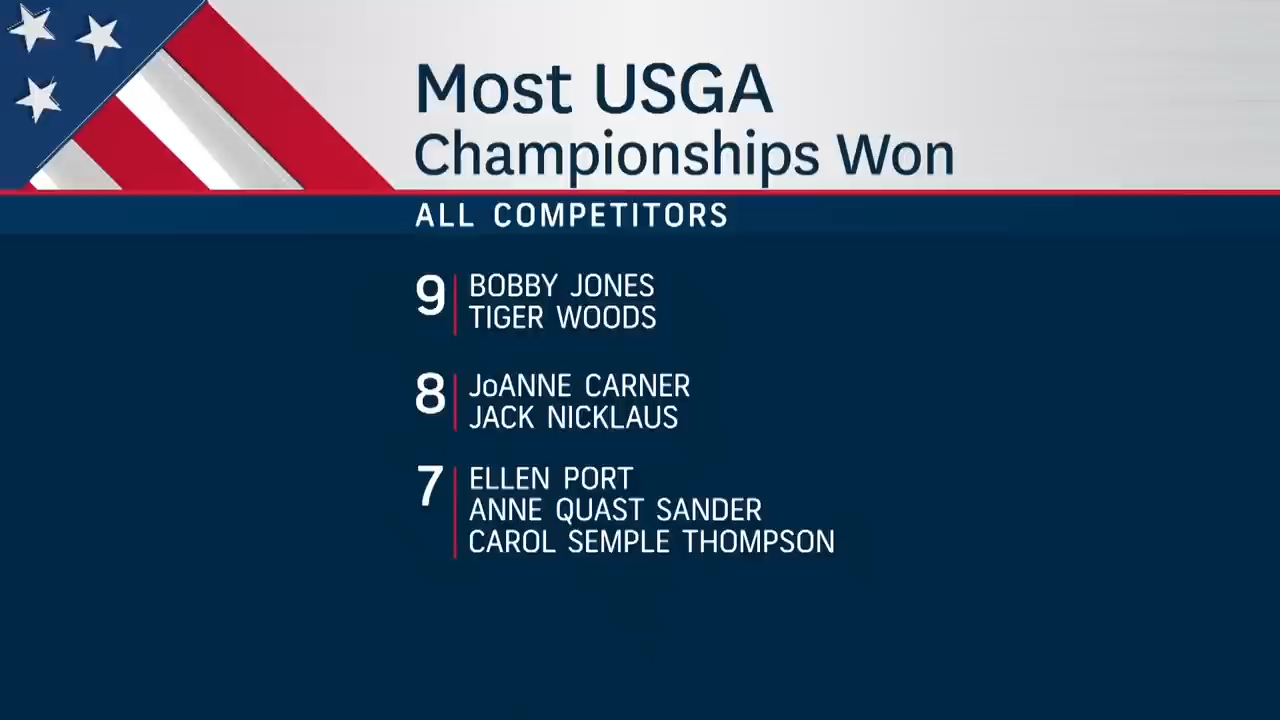 Most USGA
Championships Won
ALL COMPETITORS
9
BOBBY JONES
TIGER WOODS
8
JoANNE CARNER
JACK NICKLAUS
7
ELLEN PORT
ANNE QUAST SANDER
CAROL SEMPLE THOMPSON